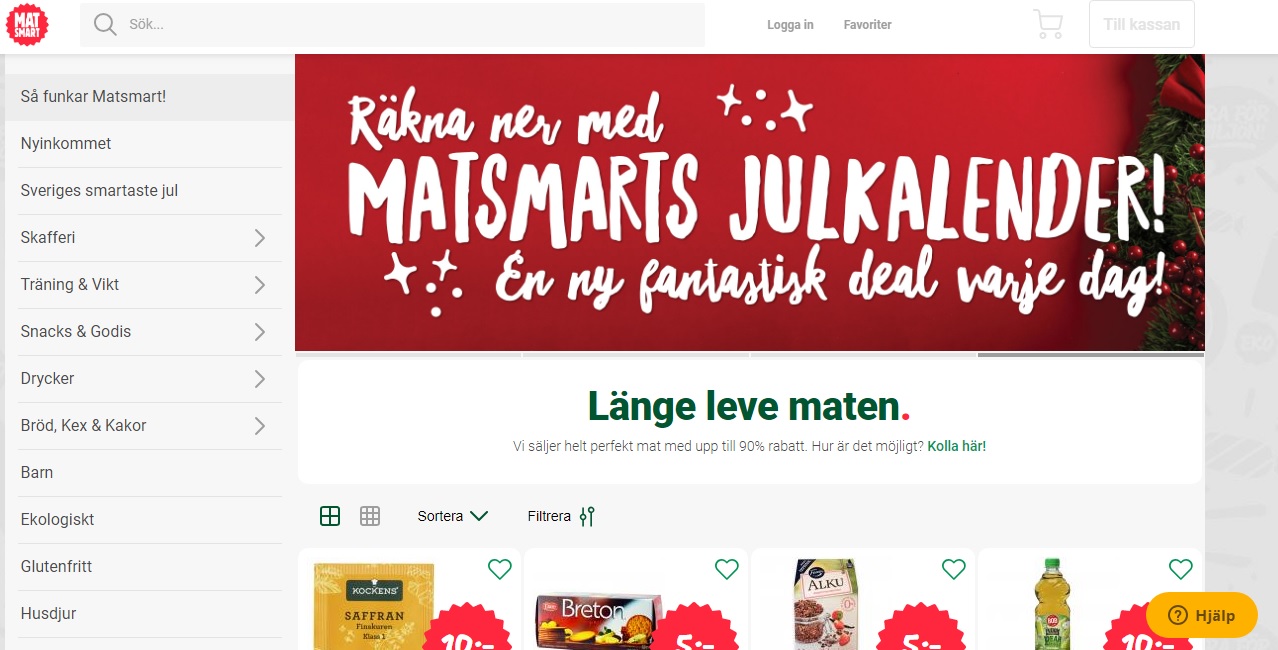 MAT
SMART
Sök...
Logga in
Favoriter
Till kassan
Så funkar Matsmart!
Nyinkommet
Sveriges smartaste jul
Skafferi
Träning & Vikt
Snacks & Godis
Drycker
Bröd, Kex & Kakor
Barn
Ekologiskt
Glutenfritt
Husdjur
Räkna ner med
MATSMARTS JULKALENDER!
En ny fantastisk deal varje dag!
Länge leve maten.
Vi säljer helt perfekt mat med upp till 90% rabatt. Hur är det möjligt? Kolla här!
Sortera
Filtrera
KOCKENS
SAFFRAN
Finskuren
Klass 1
10:-
Breton
5:-
ALKU
5:-
BOB
10:-
Hjälp